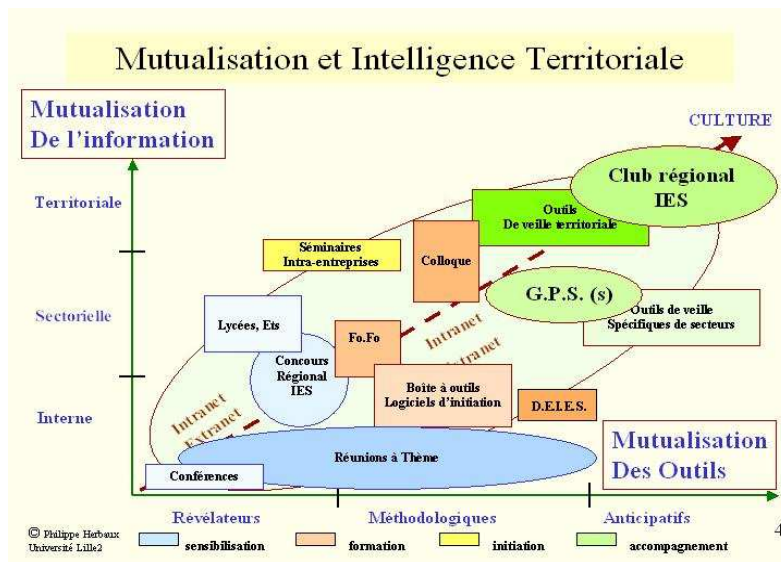 Mutualisation et Intelligence Territoriale
Mutualisation
De l'information
CULTURE
Club régional
IES
Territoriale
Outils
De veille territoriale
Séminaires
Intra-entreprises
Colloque
G.P.S. (s)
Sectorielle
Outils de veille
Spécifiques de secteurs
Lycées, Ets
Fo.Fo
Intranet
Extranet
Concours
Régional
IES
Boîte à outils
Logiciels d'initiation
D.E.I.E.S.
Interne
Intranet
Extranet
Mutualisation
Des Outils
Réunions à Thème
Conférences
Révélateurs
Méthodologiques
Anticipatifs
© Philippe Herbaux
Université Lille2
sensibilisation
formation
initiation
accompagnement
4